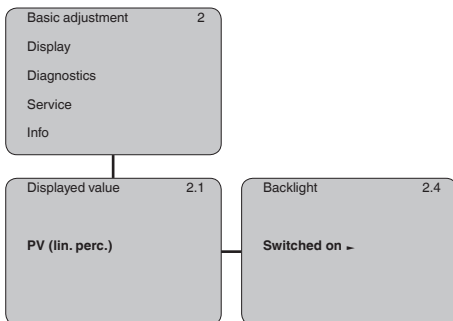 Basic adjustment 2
Display
Diagnostics
Service
Info
Displayed value 2.1
PV (lin. perc.)
Backlight 2.4
Switched on ►